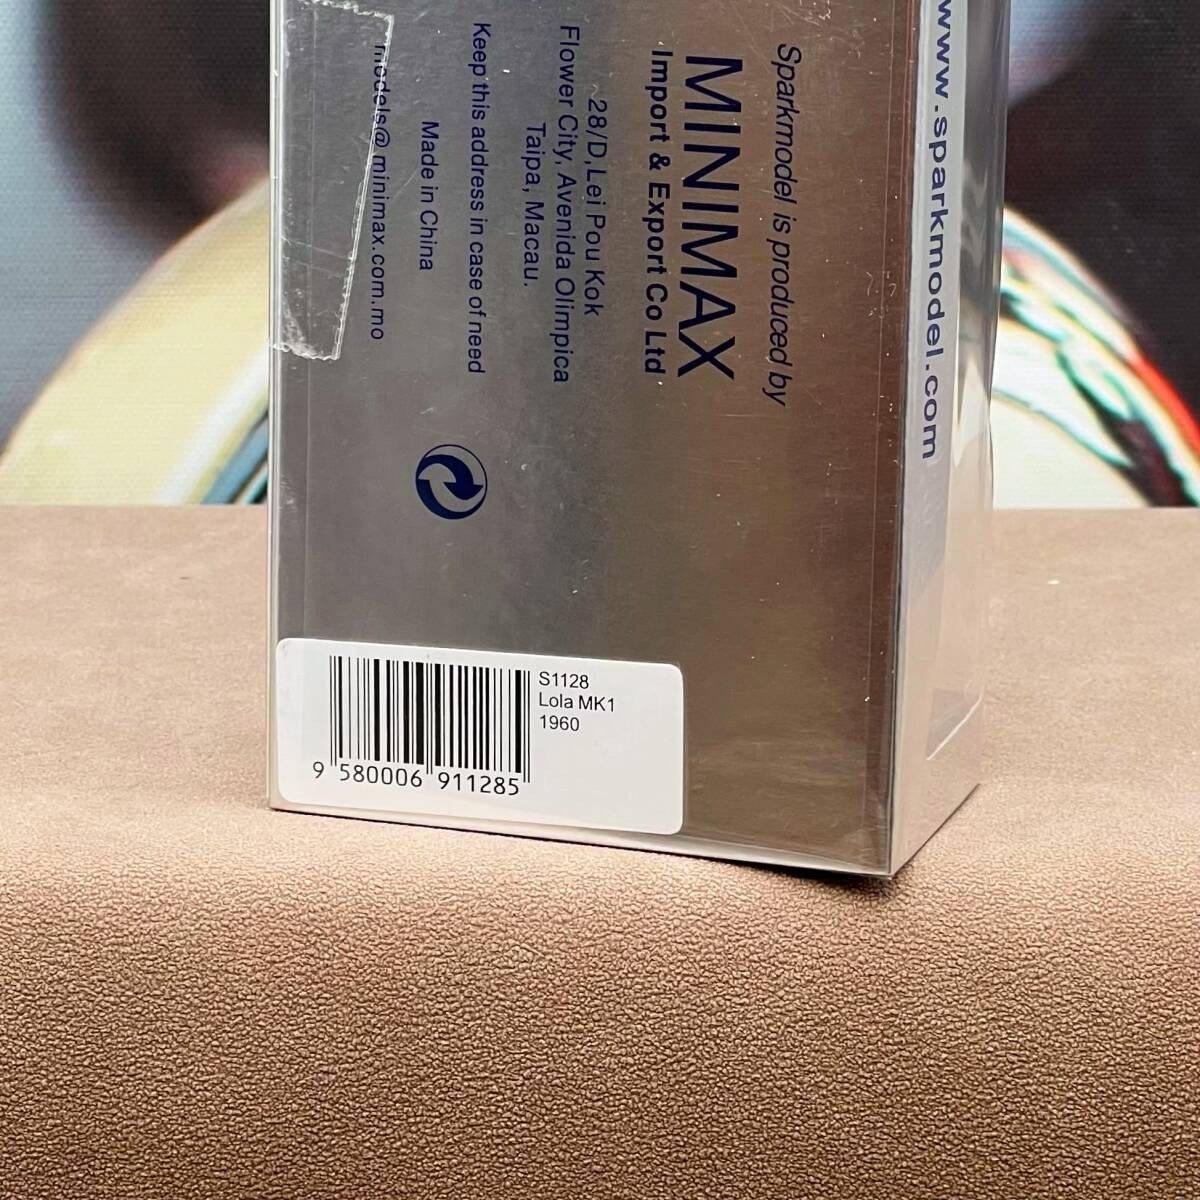 Sparkmodel is produced by
MINIMAX
Import & Export Co Ltd
28/D, Lei Pou Kok
Flower City, Avenida Olimpica
Taipa, Macau.
Keep this address in case of need
Made in China
models@ minimax.com.mo
www.sparkmodel.com
S1128
Lola MK1
1960
9 580006 911285